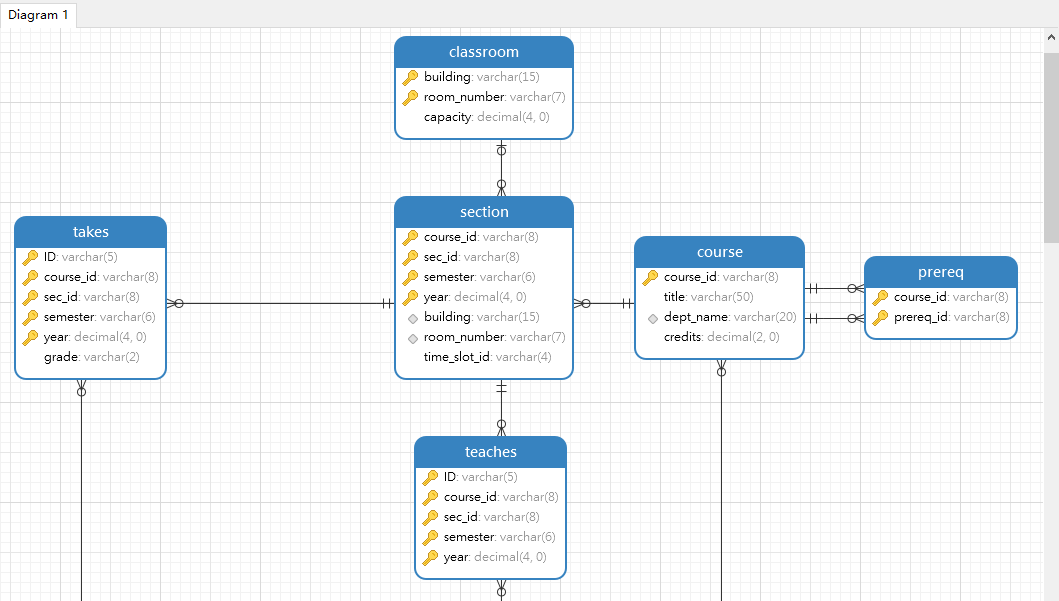 Diagram 1
classroom
building: varchar(15)
room_number: varchar(7)
capacity: decimal(4, 0)
takes
ID: varchar(5)
course_id: varchar(8)
sec_id: varchar(8)
semester: varchar(6)
year: decimal(4, 0)
grade: varchar(2)
section
course_id: varchar(8)
sec_id: varchar(8)
semester: varchar(6)
year: decimal(4, 0)
building: varchar(15)
room_number: varchar(7)
time_slot_id: varchar(4)
course
course_id: varchar(8)
title: varchar(50)
dept_name: varchar(20)
credits: decimal(2, 0)
prereq
course_id: varchar(8)
prereq_id: varchar(8)
teaches
ID: varchar(5)
course_id: varchar(8)
sec_id: varchar(8)
semester: varchar(6)
year: decimal(4, 0)